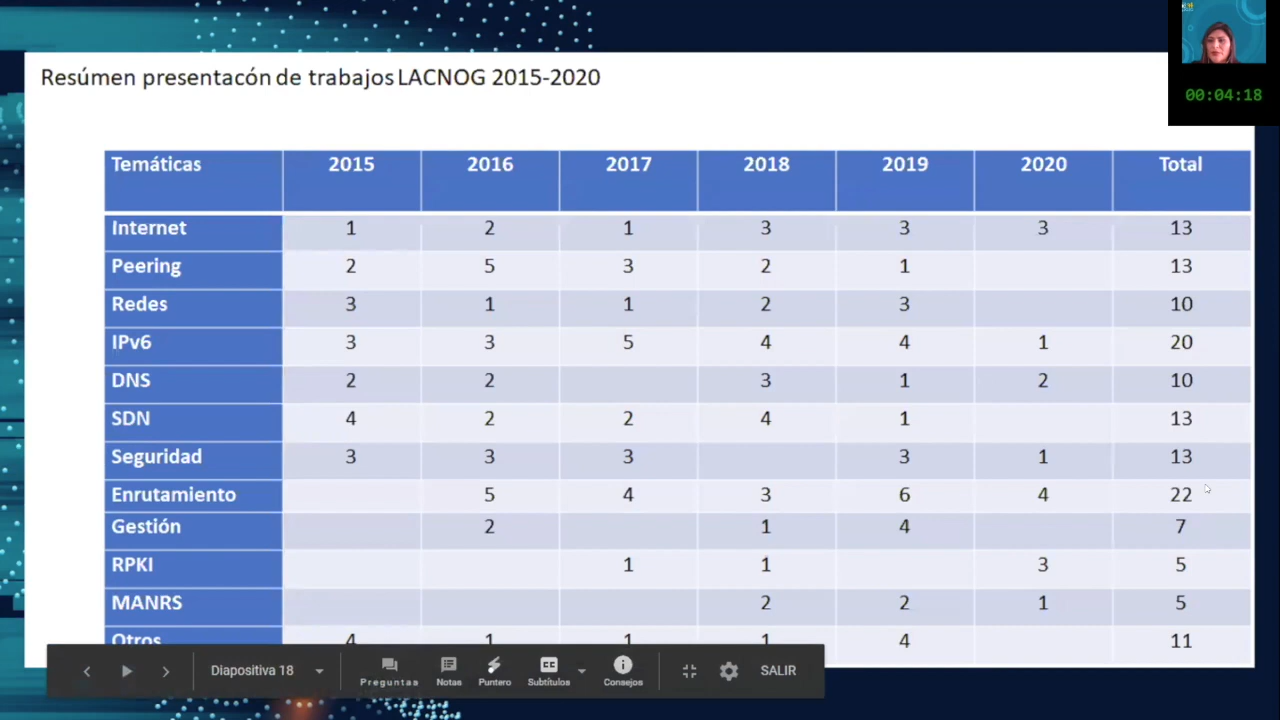 Resúmen presentacón de trabajos LACNOG 2015-2020
00:04:18
Temáticas 2015 2016 2017 2018 2019 2020 Total
Internet 1 2 1 3 3 3 13
Peering 2 5 3 2 1 13
Redes 3 1 1 2 3 10
IPv6 3 3 5 4 4 1 20
DNS 2 2 3 1 2 10
SDN 4 2 2 4 1 13
Seguridad 3 3 3 3 1 13
Enrutamiento 5 4 3 6 4 22
Gestión 2 1 4 7
RPKI 1 1 3 5
MANRS 2 2 1 5
Otros 4 1 1 1 4 11
Diapositiva 18 Preguntas Notas Puntero CC Subtítulos Consejos SALIR